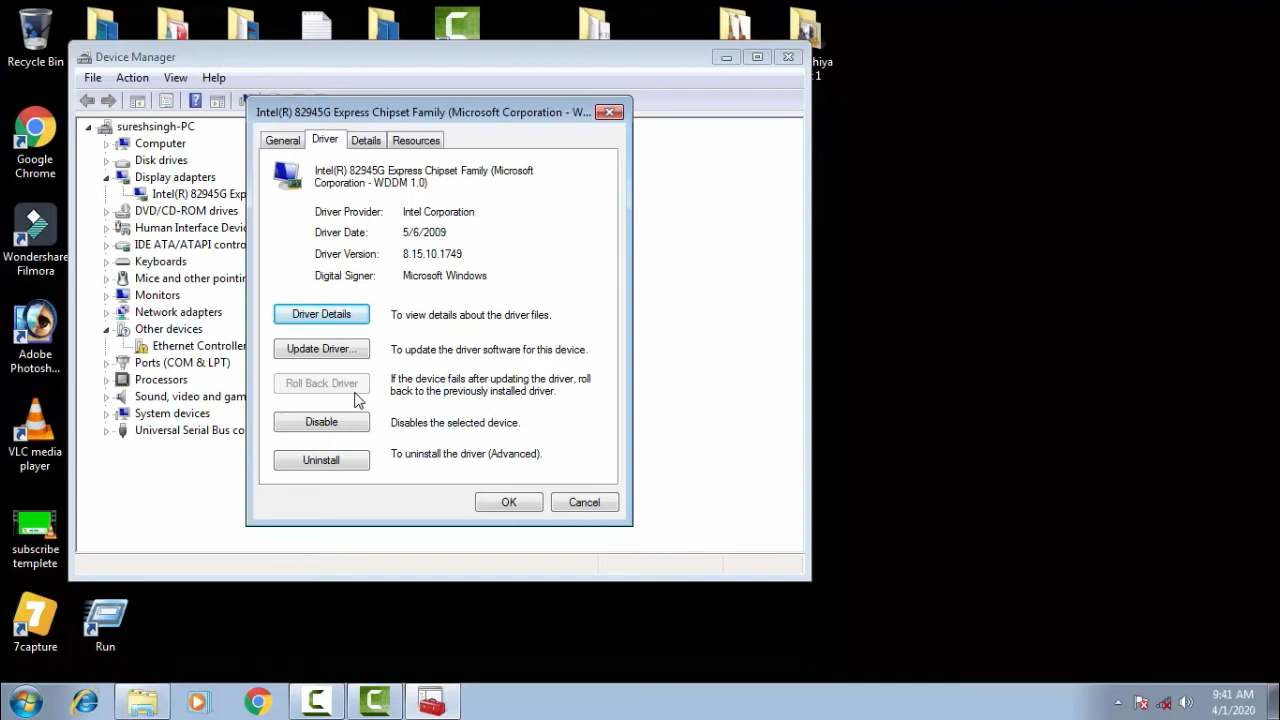 Recycle Bin
Google
Chrome
Wondershare
Filmora
Adobe
Photosh...
VLC media
player
subscribe
templete
7capture
Run
hiya
1
Device Manager
File Action View Help
sureshsingh-PC
Computer
Disk drives
Display adapters
Intel(R) 82945G Exp
DVD/CD-ROM drives
Human Interface Devic
IDE ATA/ATAPI contro
Keyboards
Mice and other pointin
Monitors
Network adapters
Other devices
Ethernet Controller
Ports (COM & LPT)
Processors
Sound, video and gam
System devices
Universal Serial Bus co
Intel(R) 82945G Express Chipset Family (Microsoft Corporation - W...
General Driver Details Resources
Intel(R) 82945G Express Chipset Family (Microsoft
Corporation - WDDM 1.0)
Driver Provider: Intel Corporation
Driver Date: 5/6/2009
Driver Version: 8.15.10.1749
Digital Signer: Microsoft Windows
Driver Details To view details about the driver files.
Update Driver... To update the driver software for this device.
Roll Back Driver If the device fails after updating the driver, roll
back to the previously installed driver.
Disable Disables the selected device.
Uninstall To uninstall the driver (Advanced).
OK Cancel
9:41 AM
4/1/2020